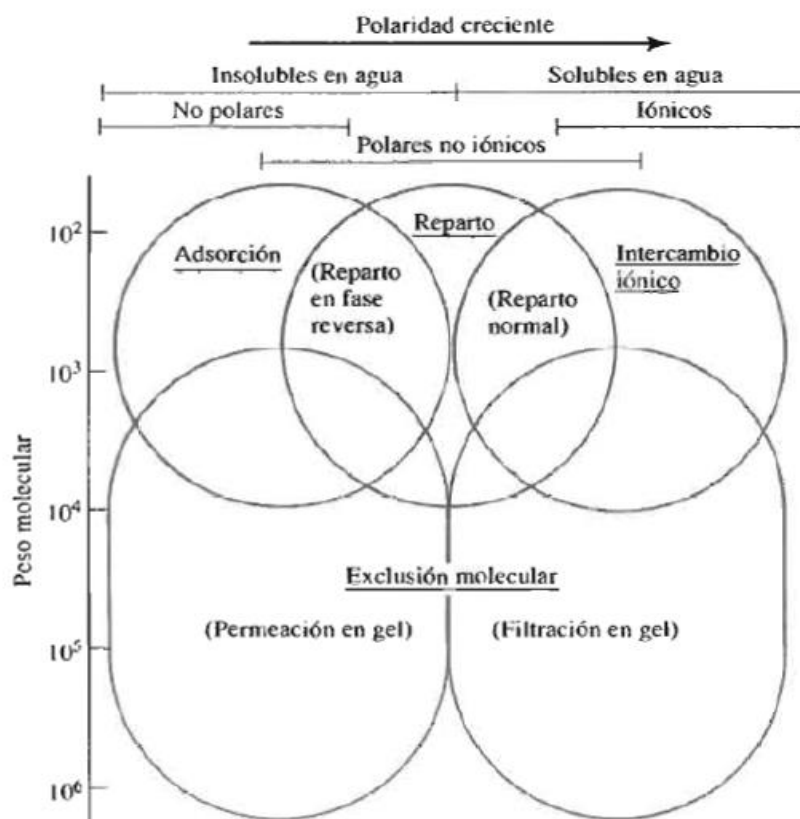 Polaridad creciente
Insolubles en agua
Solubles en agua
No polares
Iónicos
Polares no iónicos
10²
Adsorción
Reparto
Intercambio
iónico
(Reparto
en fase
reversa)
(Reparto
normal)
10³
Peso molecular
10⁴
Exclusión molecular
(Permeación en gel)
(Filtración en gel)
10⁵
10⁶